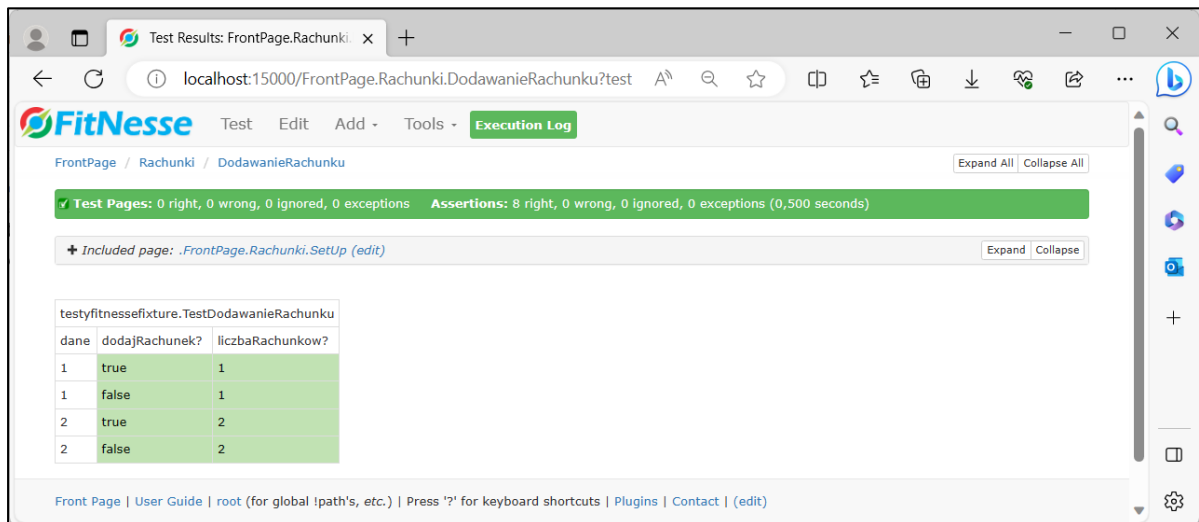 Test Results: FrontPage.Rachunki.
localhost:15000/FrontPage.Rachunki.DodawanieRachunku?test
FitNesse Test Edit Add Tools Execution Log
FrontPage / Rachunki / DodawanieRachunku Expand All Collapse All
Test Pages: 0 right, 0 wrong, 0 ignored, 0 exceptions Assertions: 8 right, 0 wrong, 0 ignored, 0 exceptions (0,500 seconds)
Included page: .FrontPage.Rachunki.SetUp (edit) Expand Collapse
testyfitnessefixture.TestDodawanieRachunku
dane dodajRachunek? liczbaRachunkow?
1 true 1
1 false 1
2 true 2
2 false 2
Front Page | User Guide | root (for global !path's, etc.) | Press '?' for keyboard shortcuts | Plugins | Contact | (edit)